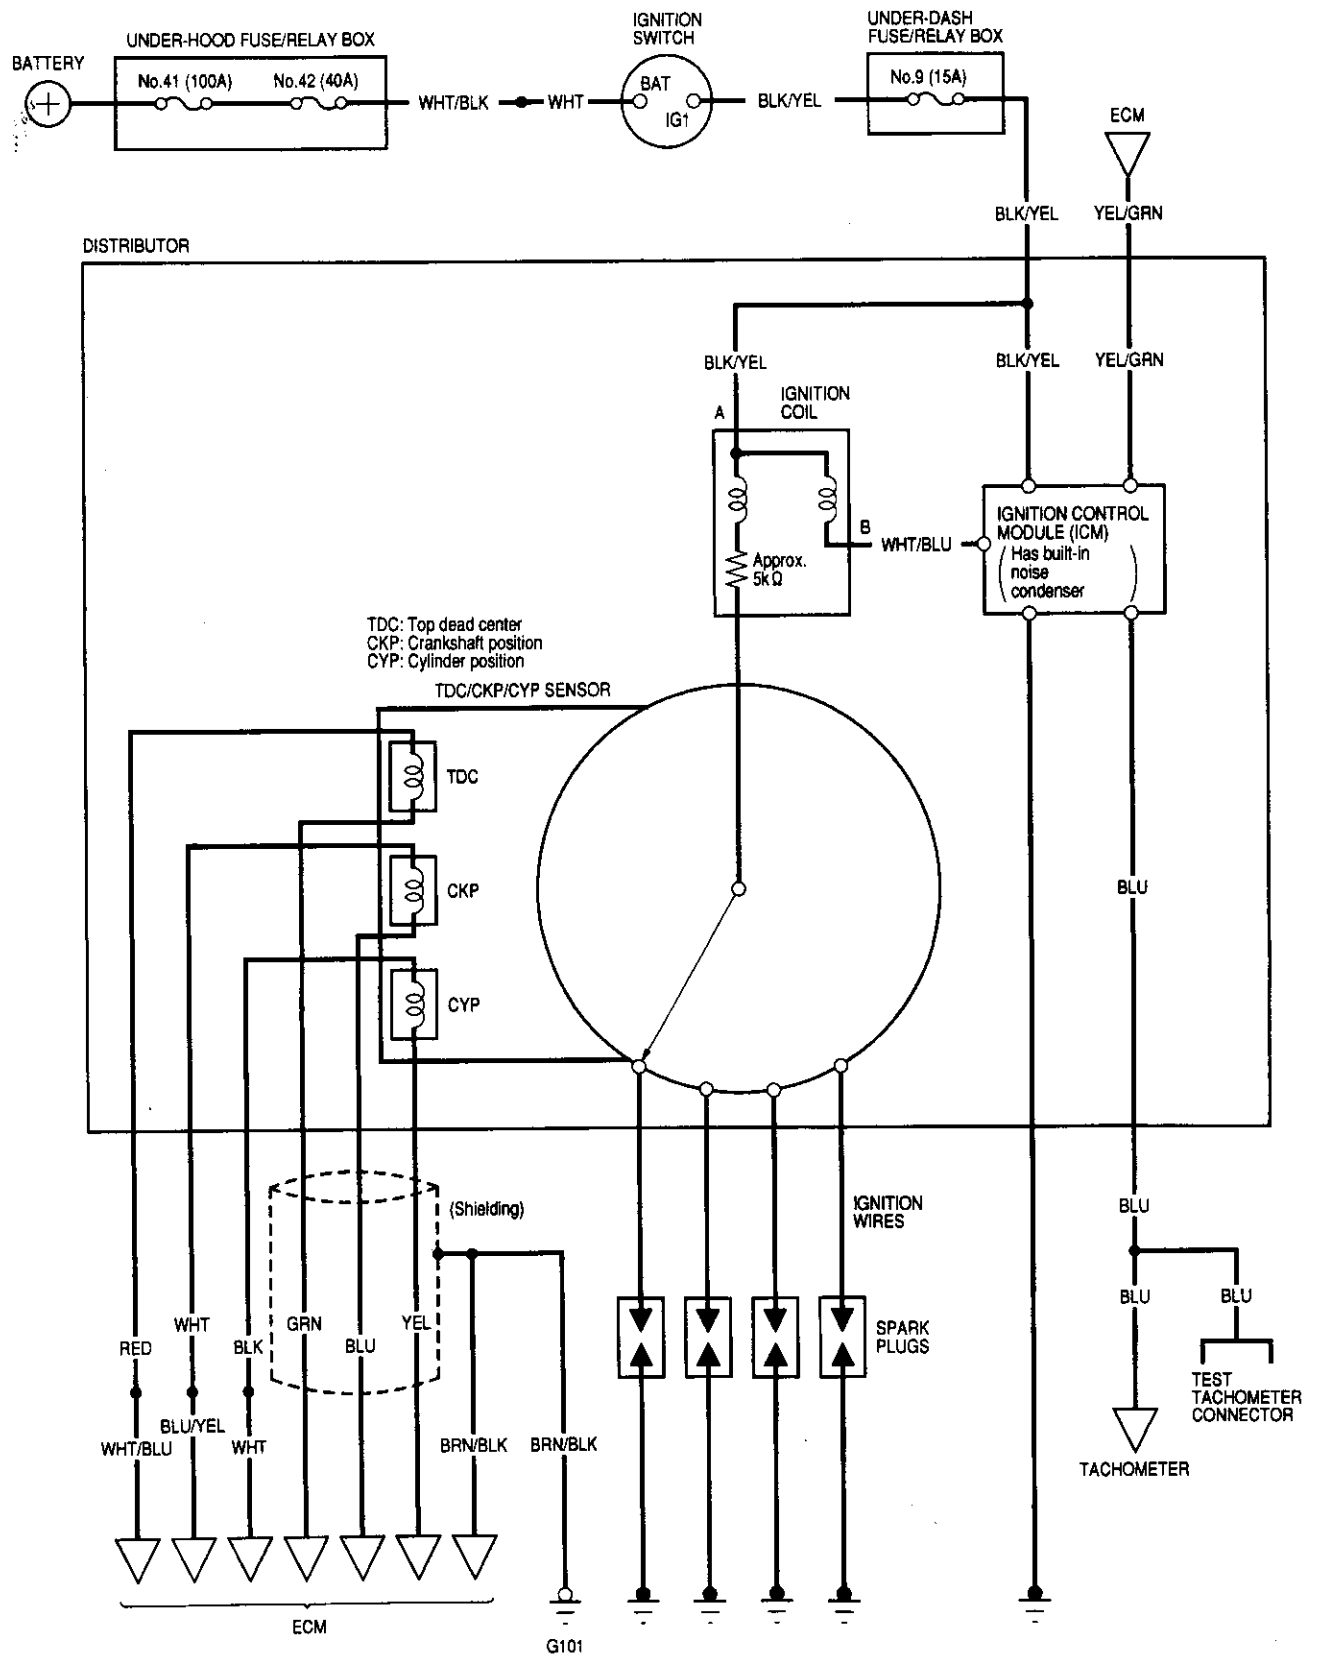 IGNITION
SWITCH
UNDER-DASH
FUSE/RELAY BOX
UNDER-HOOD FUSE/RELAY BOX
BATTERY
No.41 (100A)
No.42 (40A)
WHT/BLK
WHT
BAT
IG1
BLK/YEL
No.9 (15A)
ECM
BLK/YEL
YEL/GRN
DISTRIBUTOR
BLK/YEL
BLK/YEL
YEL/GRN
IGNITION
COIL
A
B
WHT/BLU
Approx.
5kΩ
IGNITION CONTROL
MODULE (ICM)
(Has built-in
noise
condenser)
TDC: Top dead center
CKP: Crankshaft position
CYP: Cylinder position
TDC/CKP/CYP SENSOR
TDC
CKP
CYP
BLU
(Shielding)
IGNITION
WIRES
BLU
BLU
BLU
RED
WHT
BLK
GRN
BLU
YEL
SPARK
PLUGS
TEST
TACHOMETER
CONNECTOR
WHT/BLU
BLU/YEL
WHT
BRN/BLK
BRN/BLK
TACHOMETER
ECM
G101